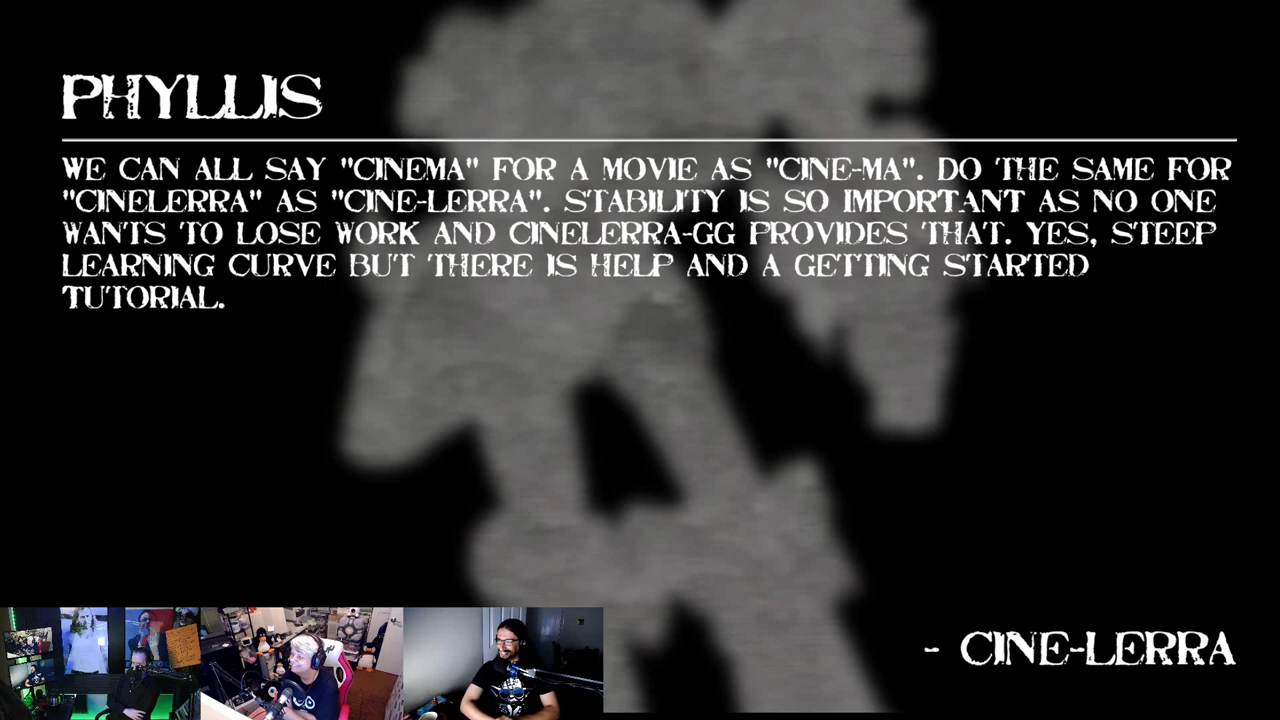 PHYLLIS
WE CAN ALL SAY "CINEMA" FOR A MOVIE AS "CINE-MA". DO THE SAME FOR
"CINELERRA" AS "CINE-LERRA". STABILITY IS SO IMPORTANT AS NO ONE
WANTS TO LOSE WORK AND CINELERRA-GG PROVIDES THAT. YES, STEEP
LEARNING CURVE BUT THERE IS HELP AND A GETTING STARTED
TUTORIAL.
- CINE-LERRA